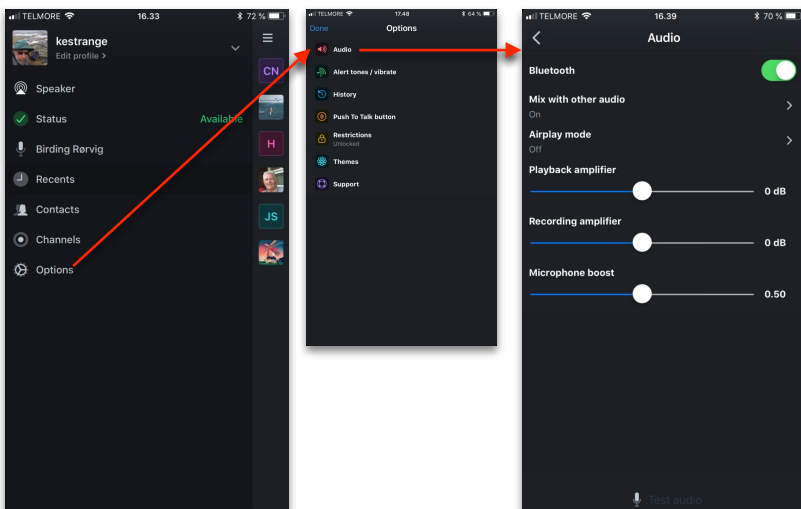 TELMORE 16.33 72 %
kestrange
Edit profile >
Speaker
Status Available
Birding Rørvig
Recents
Contacts
Channels
Options
CN
H
JS
TELMORE 17.48 64 %
Done Options
Audio
Alert tones / vibrate
History
Push To Talk button
Restrictions
Unlocked
Themes
Support
TELMORE 16.39 70 %
Audio
Bluetooth
Mix with other audio
On
Airplay mode
Off
Playback amplifier
0 dB
Recording amplifier
0 dB
Microphone boost
0.50
Test audio